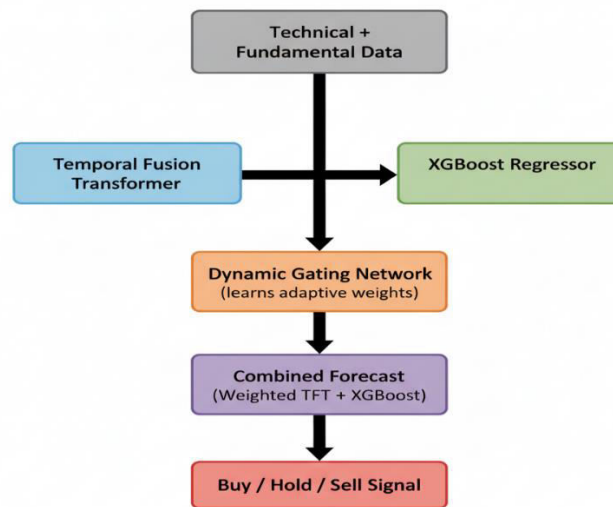 Technical +
Fundamental Data
Temporal Fusion
Transformer
XGBoost Regressor
Dynamic Gating Network
(learns adaptive weights)
Combined Forecast
(Weighted TFT + XGBoost)
Buy / Hold / Sell Signal